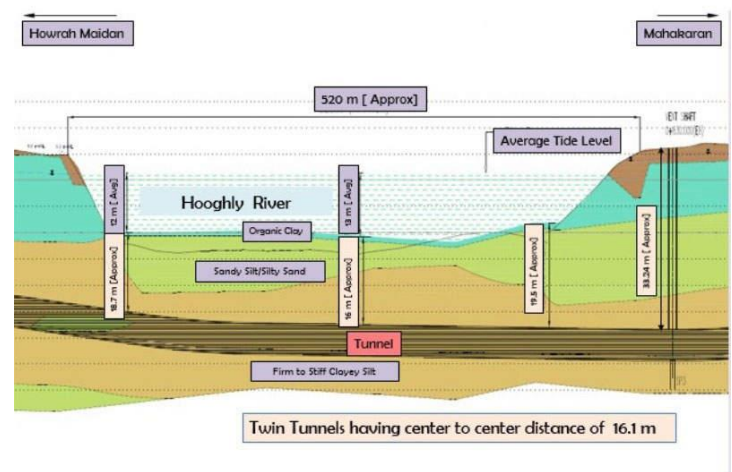 Howrah Maidan
Mahakaran
520 m [ Approx]
Average Tide Level
12 m [ Avg]
13 m [ Avg]
Hooghly River
Organic Clay
Sandy Silt/Silty Sand
18.7 m [Approx]
16 m [ Approx]
19.5 m [ Approx]
33.24 m [ Approx]
Tunnel
Firm to Stiff Clayey Silt
Twin Tunnels having center to center distance of 16.1 m